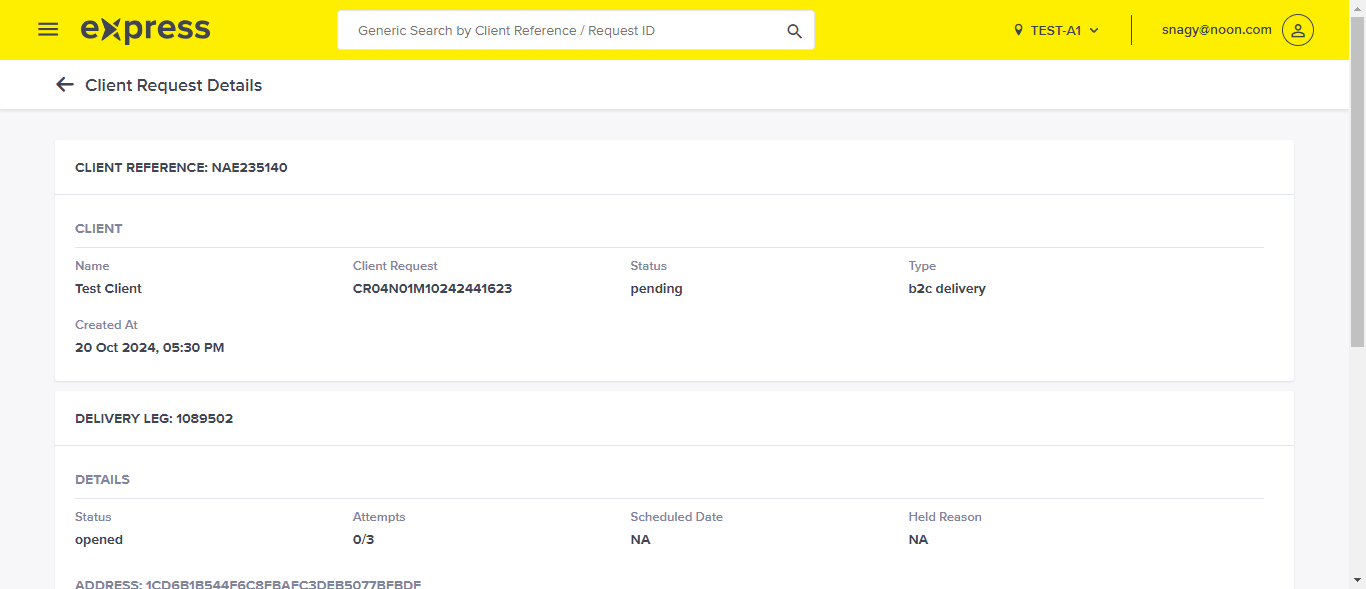 express
Generic Search by Client Reference / Request ID
TEST-A1
snagy@noon.com
Client Request Details
CLIENT REFERENCE: NAE235140
CLIENT
Name Client Request Status Type
Test Client CR04N01M10242441623 pending b2c delivery
Created At
20 Oct 2024, 05:30 PM
DELIVERY LEG: 1089502
DETAILS
Status Attempts Scheduled Date Held Reason
opened 0/3 NA NA
ADDRESS: 1CD6B1B544F6C8FBAFC3DEB5077BFBDF